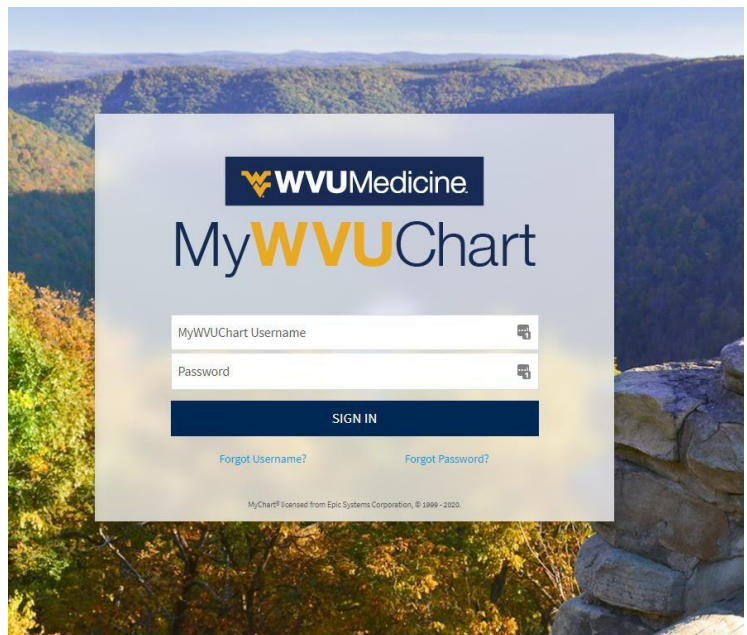 WVUMedicine
MyWVUChart
MyWVUChart Username
Password
SIGN IN
Forgot Username? Forgot Password?
MyChart® licensed from Epic Systems Corporation, © 1999 - 2020.